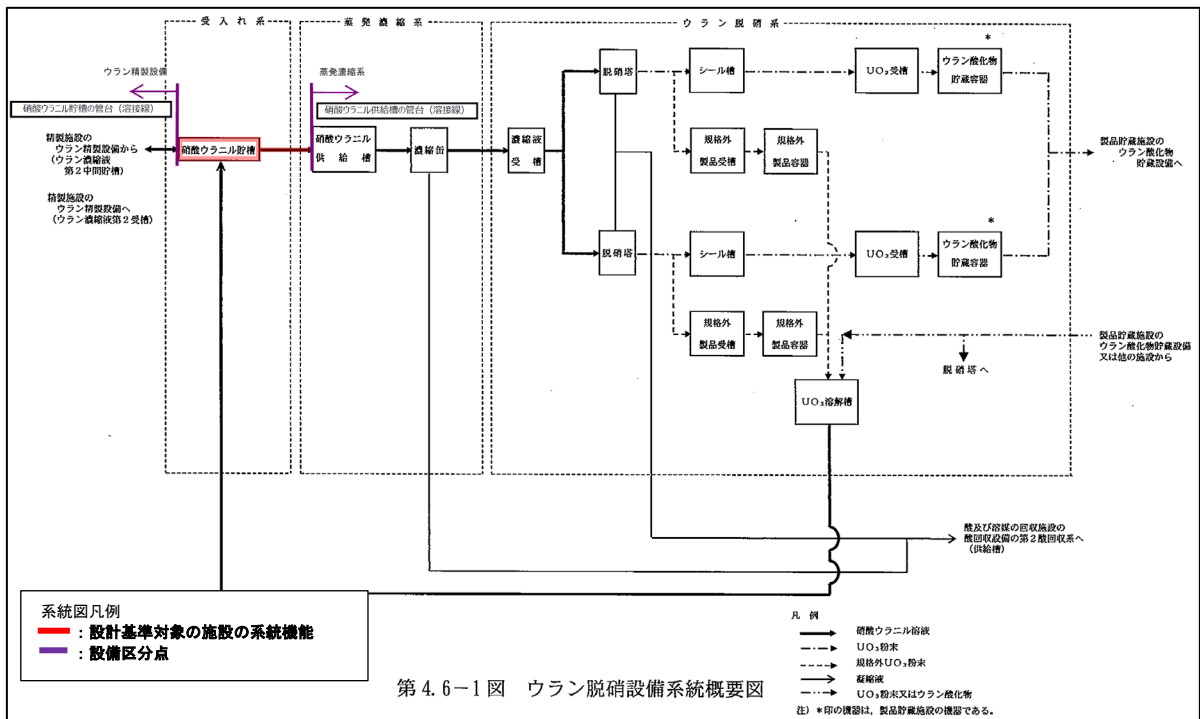 受入れ系
蒸発濃縮系
ウラン脱硝系
ウラン精製設備
硝酸ウラニル貯槽の管台（溶接線）
蒸発濃縮系
硝酸ウラニル供給槽の管台（溶接線）
精製施設の
ウラン精製設備から
（ウラン濃縮液
第２中間貯槽）
精製施設の
ウラン精製設備へ
（ウラン濃縮液第２受槽）
硝酸ウラニル貯槽
硝酸ウラニル
供給槽
濃縮缶
濃縮液
受槽
脱硝塔
シール槽
UO₃受槽
*
ウラン酸化物
貯蔵容器
規格外
製品受槽
規格外
製品容器
製品貯蔵施設の
ウラン酸化物
貯蔵設備へ
脱硝塔
シール槽
UO₃受槽
*
ウラン酸化物
貯蔵容器
規格外
製品受槽
規格外
製品容器
製品貯蔵施設の
ウラン酸化物貯蔵設備
又は他の施設から
脱硝塔へ
UO₃溶解槽
酸及び溶媒の回収施設の
酸回収設備の第２酸回収系へ
（供給槽）
系統図凡例
：設計基準対象の施設の系統機能
：設備区分点
凡例
硝酸ウラニル溶液
UO₃粉末
規格外UO₃粉末
凝縮液
UO₃粉末又はウラン酸化物
注）*印の機器は，製品貯蔵施設の機器である。
第4.6－1図　ウラン脱硝設備系統概要図